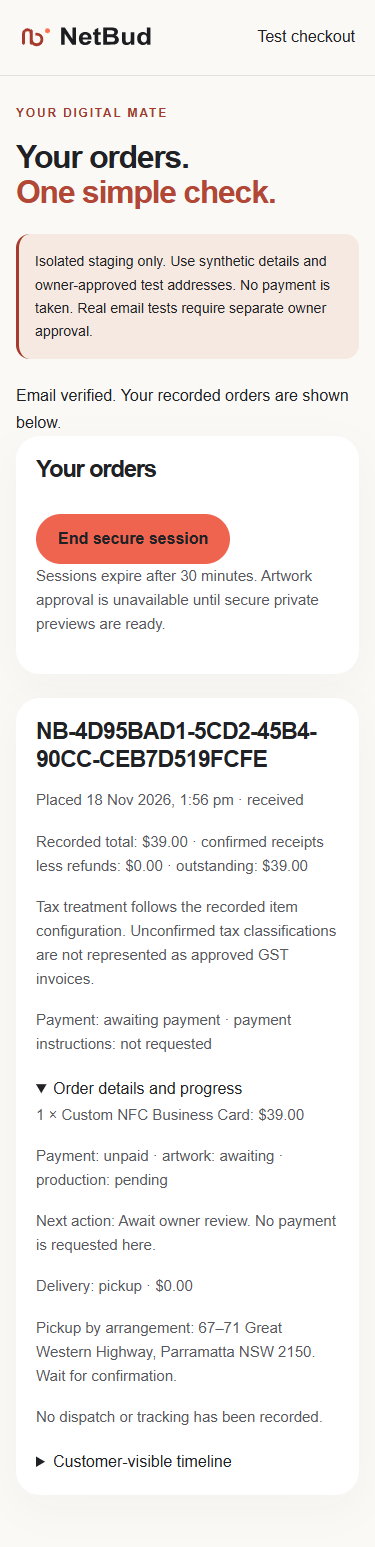 NetBud
Test checkout
YOUR DIGITAL MATE
Your orders.
One simple check.
Isolated staging only. Use synthetic details and
owner-approved test addresses. No payment is
taken. Real email tests require separate owner
approval.
Email verified. Your recorded orders are shown
below.
Your orders
End secure session
Sessions expire after 30 minutes. Artwork
approval is unavailable until secure private
previews are ready.
NB-4D95BAD1-5CD2-45B4-
90CC-CEB7D519FCFE
Placed 18 Nov 2026, 1:56 pm · received
Recorded total: $39.00 · confirmed receipts
less refunds: $0.00 · outstanding: $39.00
Tax treatment follows the recorded item
configuration. Unconfirmed tax classifications
are not represented as approved GST
invoices.
Payment: awaiting payment · payment
instructions: not requested
▼ Order details and progress
1 × Custom NFC Business Card: $39.00
Payment: unpaid · artwork: awaiting ·
production: pending
Next action: Await owner review. No payment
is requested here.
Delivery: pickup · $0.00
Pickup by arrangement: 67–71 Great
Western Highway, Parramatta NSW 2150.
Wait for confirmation.
No dispatch or tracking has been recorded.
▶ Customer-visible timeline